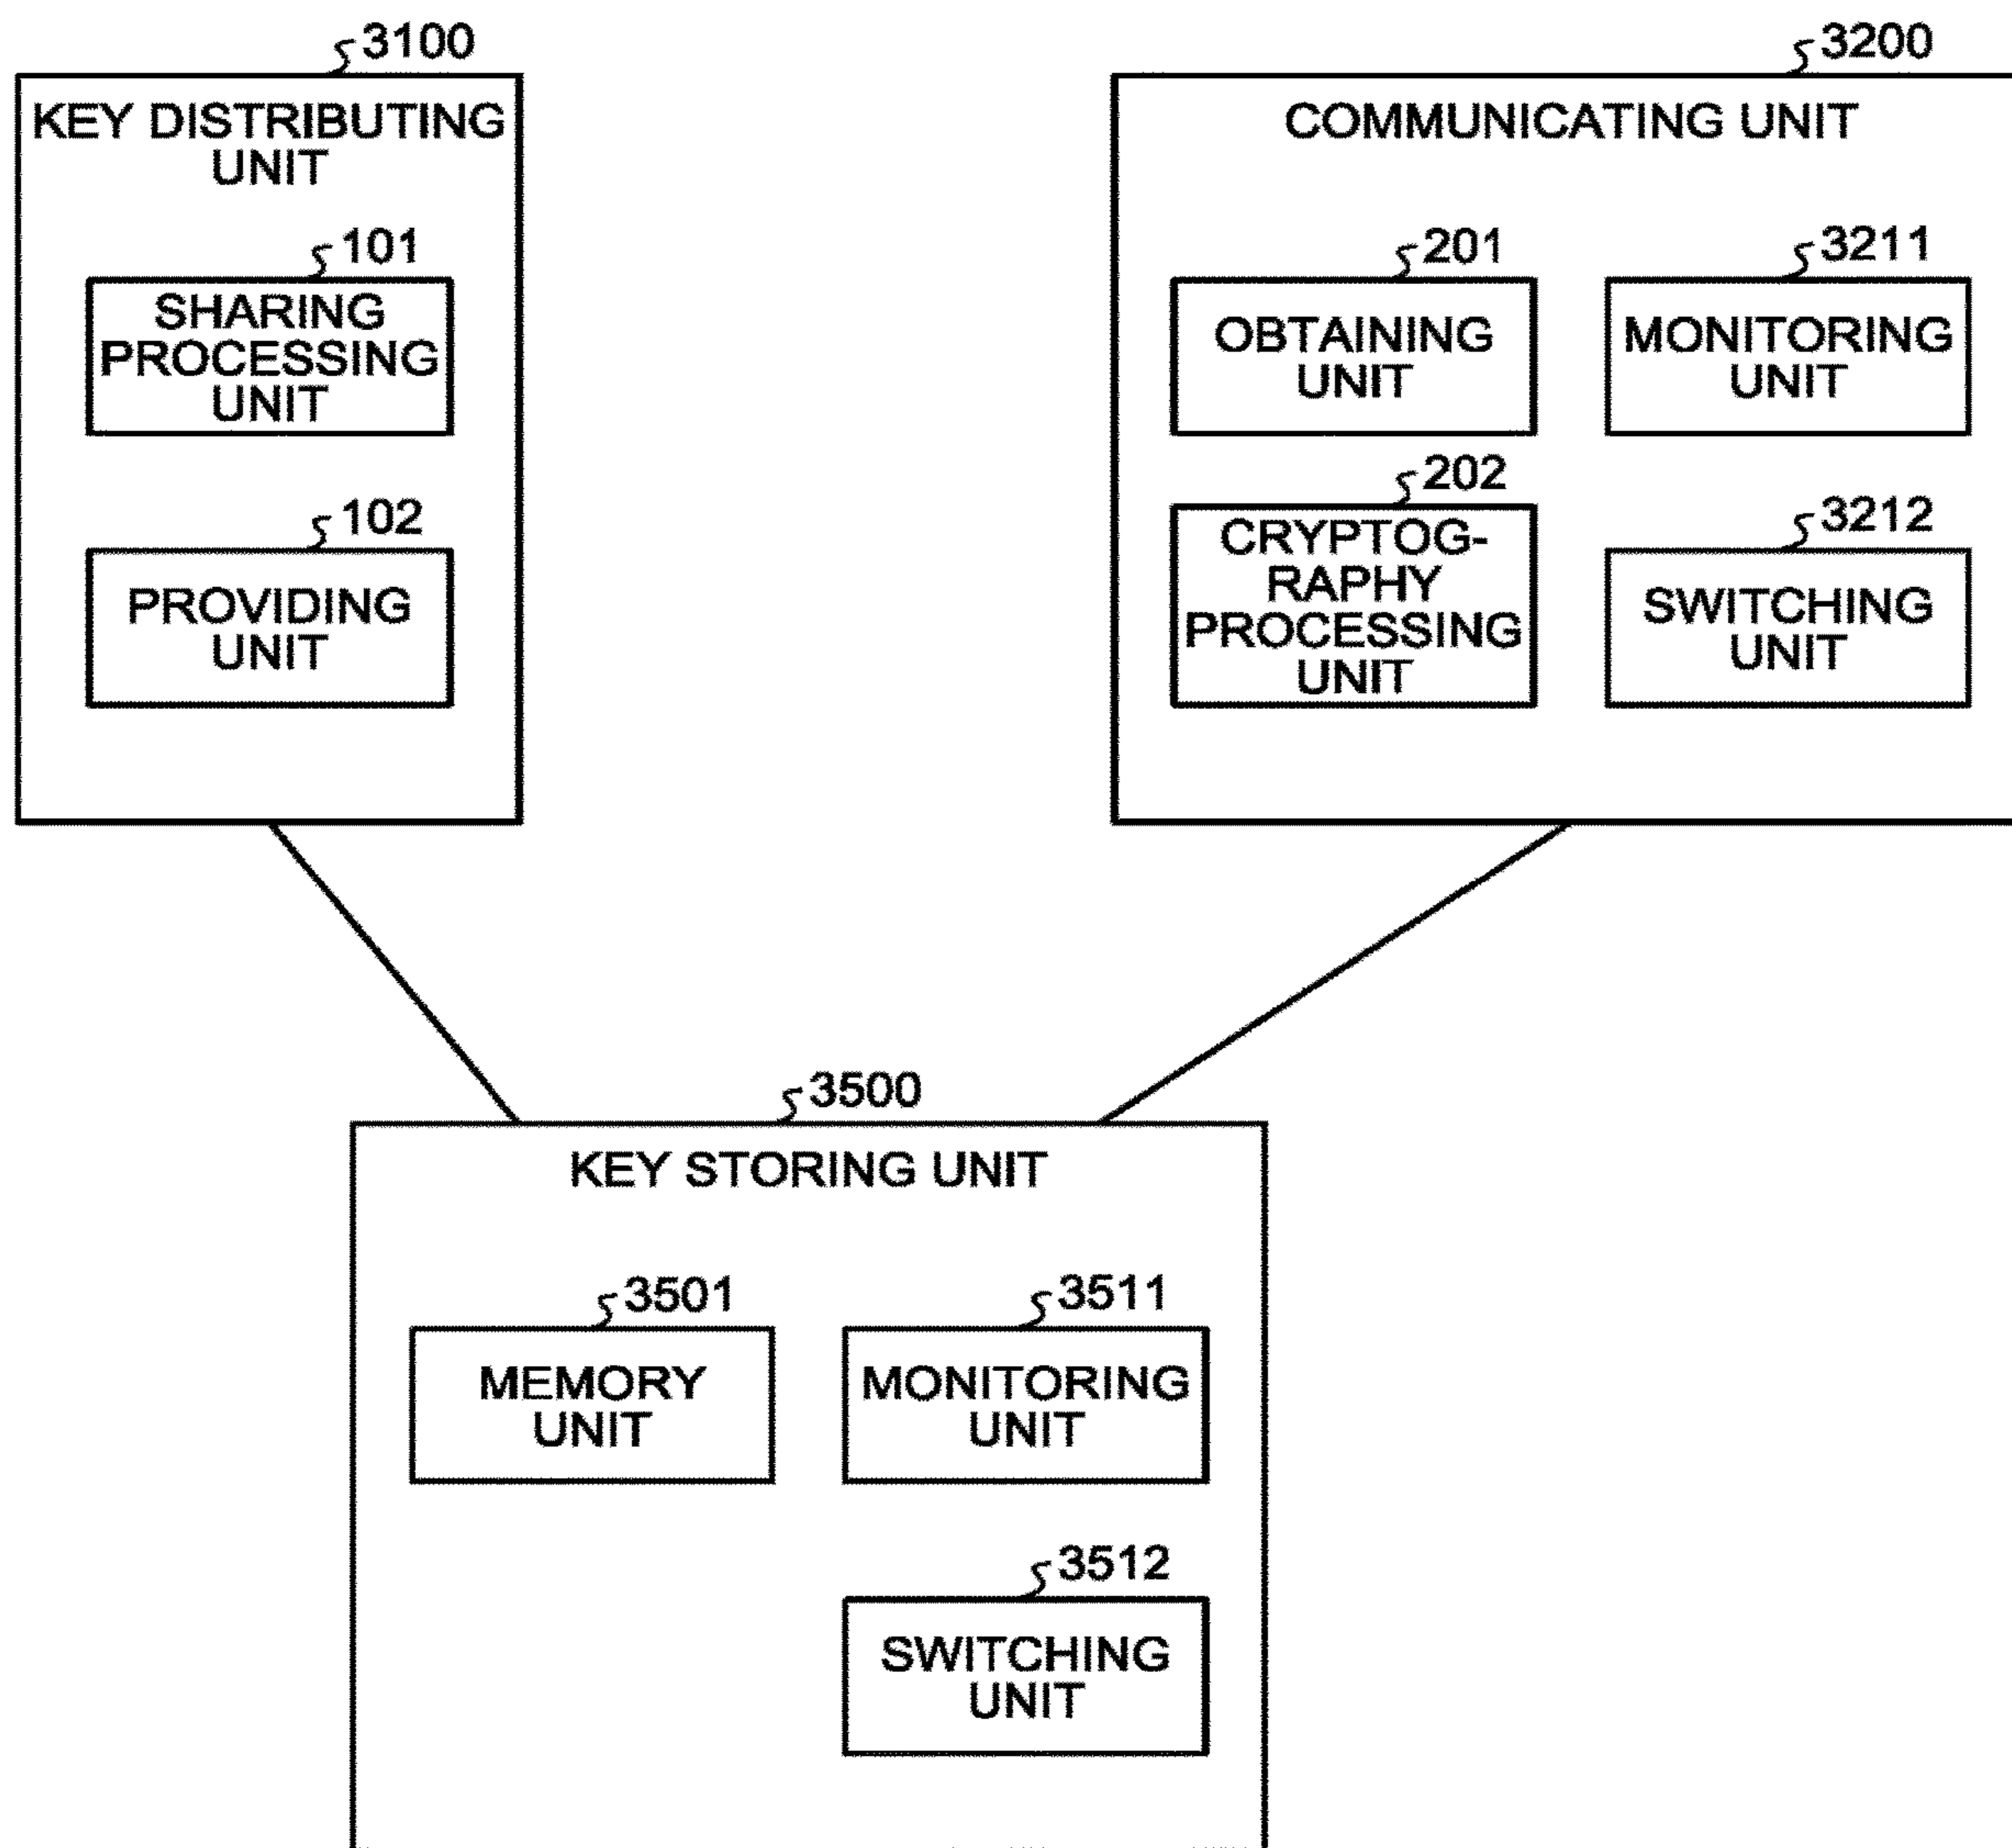 3100
KEY DISTRIBUTING
UNIT
101
SHARING
PROCESSING
UNIT
102
PROVIDING
UNIT
3200
COMMUNICATING UNIT
201
OBTAINING
UNIT
3211
MONITORING
UNIT
202
CRYPTOG-
RAPHY
PROCESSING
UNIT
3212
SWITCHING
UNIT
3500
KEY STORING UNIT
3501
MEMORY
UNIT
3511
MONITORING
UNIT
3512
SWITCHING
UNIT